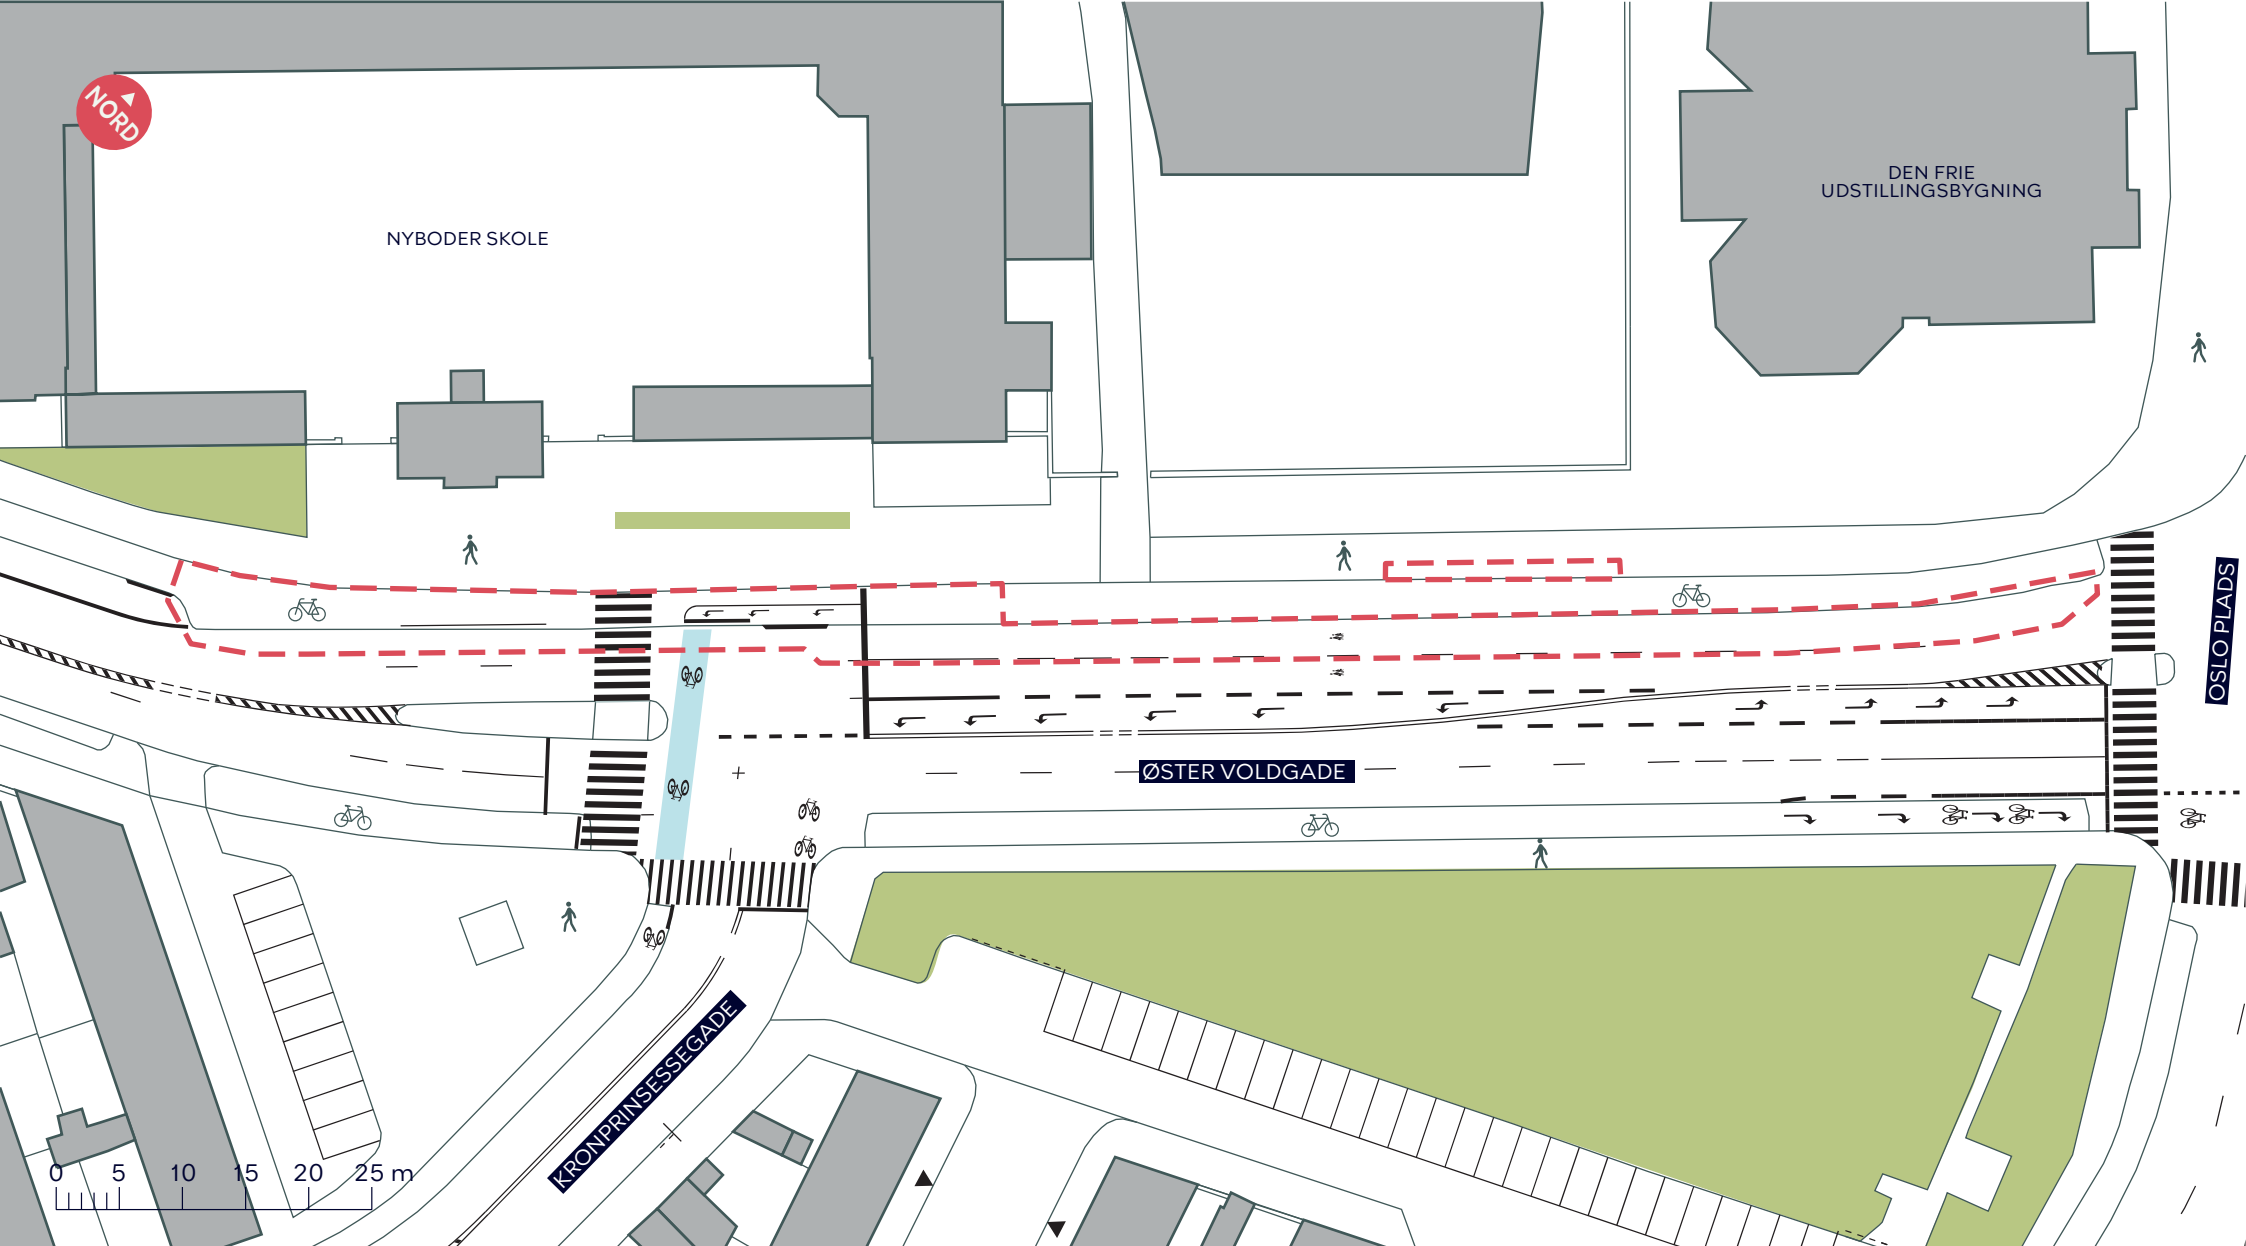 NORD
DEN FRIE
UDSTILLINGSBYGNING
NYBODER SKOLE
OSLO PLADS
ØSTER VOLDGADE
KRONPRINSESSEGADE
0 5 10 15 20 25 m